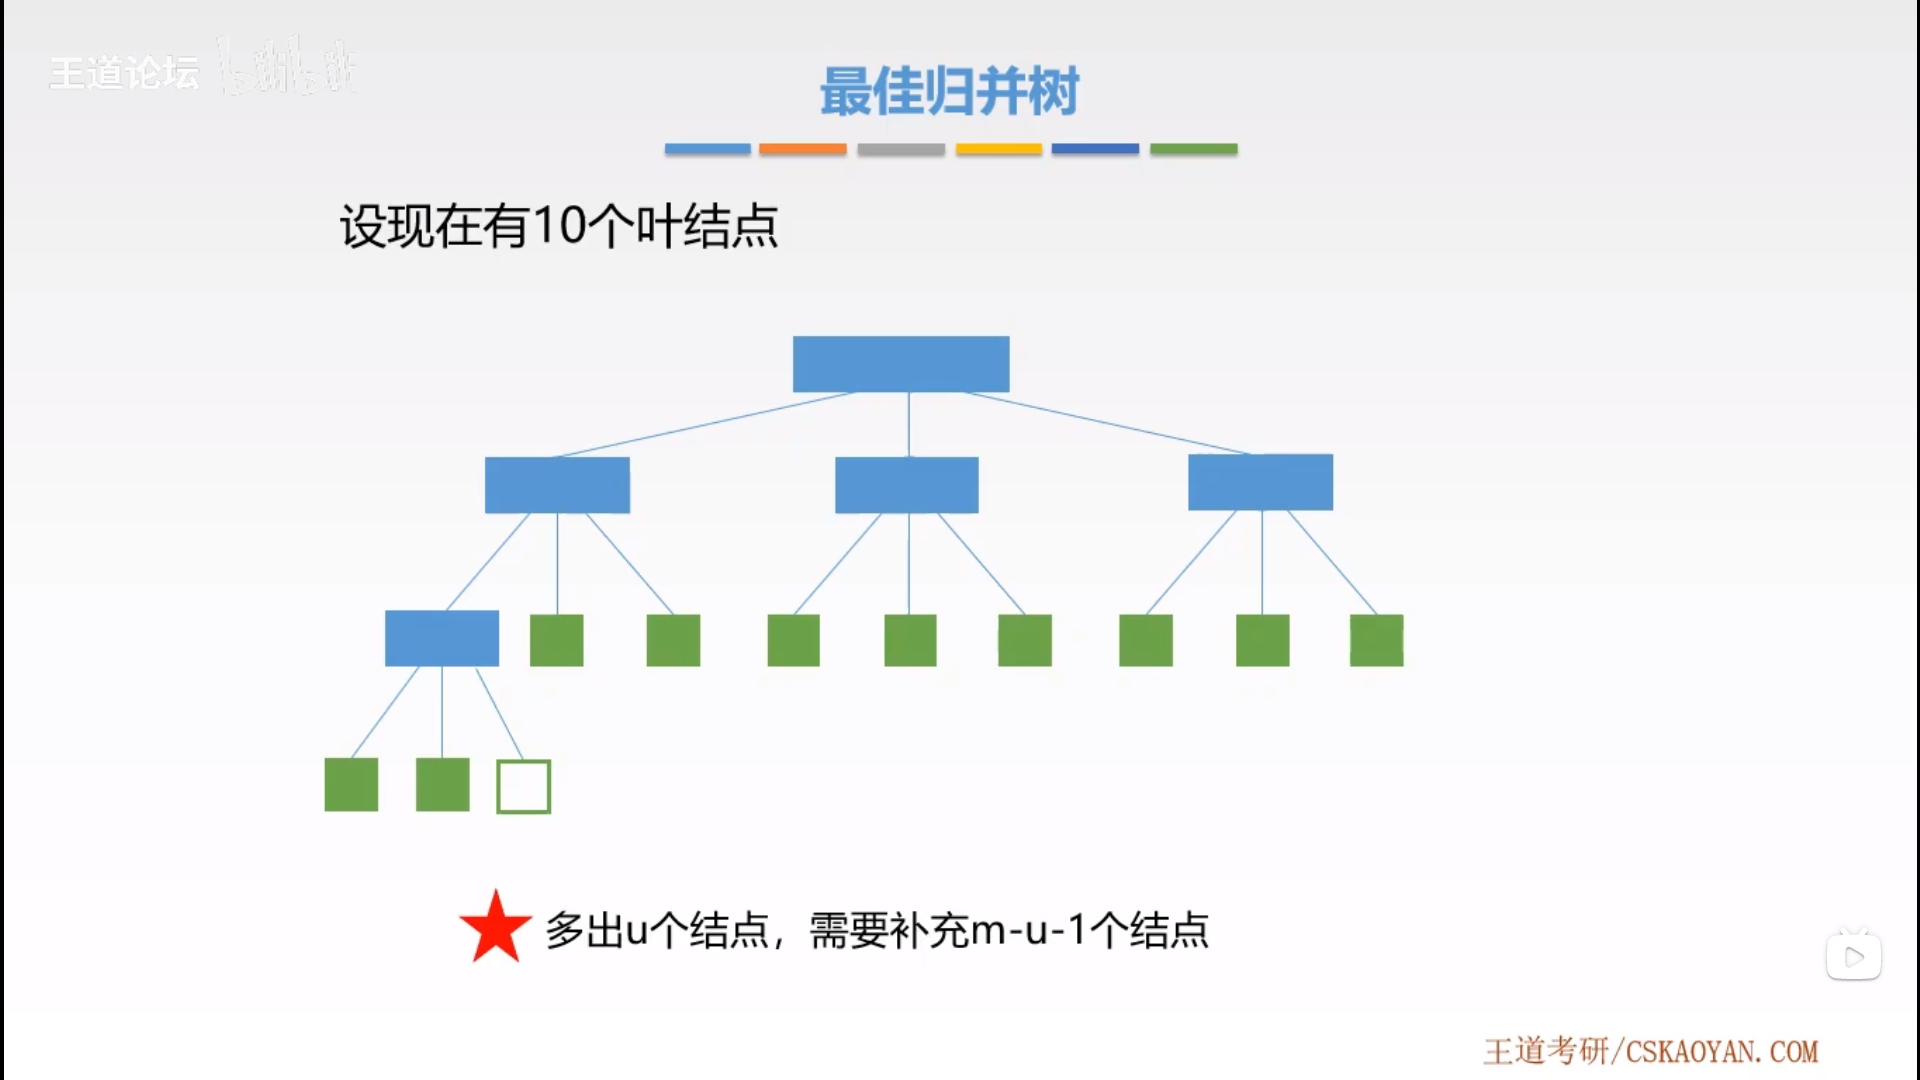 王道论坛 bilibili
最佳归并树
设现在有10个叶结点
多出u个结点，需要补充m-u-1个结点
王道考研/CSKAOYAN.COM